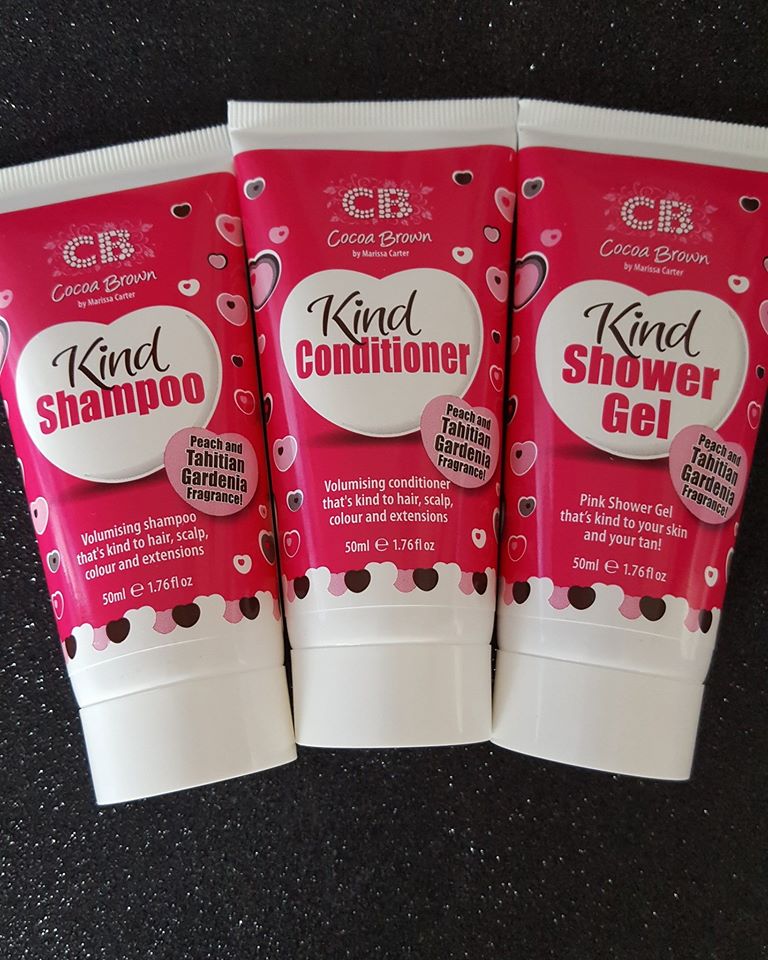 CB
Cocoa Brown
by Marissa Carter
Kind
Shampoo
Peach and
Tahitian
Gardenia
Fragrance!
Volumising shampoo
that's kind to hair, scalp,
colour and extensions
50ml ℮ 1.76 fl oz
CB
Cocoa Brown
by Marissa Carter
Kind
Conditioner
Peach and
Tahitian
Gardenia
Fragrance!
Volumising conditioner
that's kind to hair, scalp,
colour and extensions
50ml ℮ 1.76 fl oz
CB
Cocoa Brown
by Marissa Carter
Kind
Shower
Gel
Peach and
Tahitian
Gardenia
Fragrance!
Pink Shower Gel
that's kind to your skin
and your tan!
50ml ℮ 1.76 fl oz